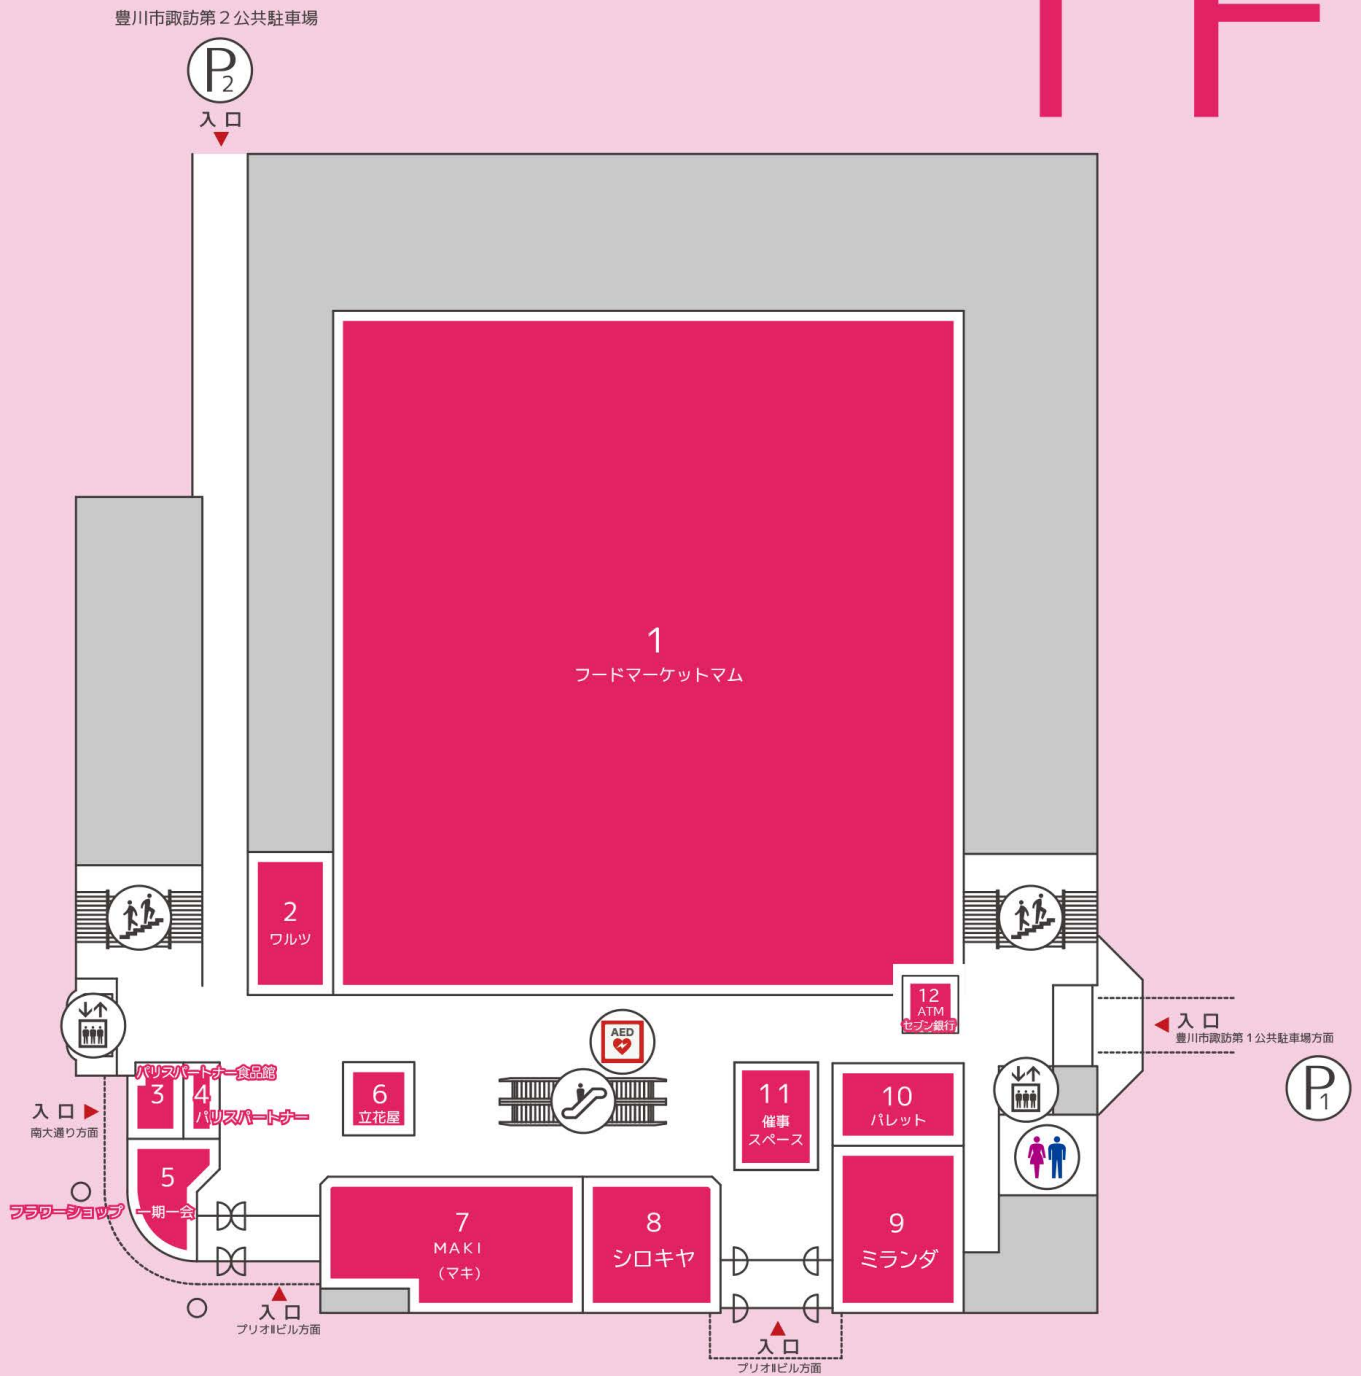 1F
豊川市諏訪第2公共駐車場
P2
入口
1
フードマーケットマム
2
ワルツ
12
ATM
セブン銀行
AED
入口
豊川市諏訪第1公共駐車場方面
P1
パリスパートナー食品館
3
4
パリスパートナー
入口
南大通り方面
5
フラワーショップ 一期一会
6
立花屋
11
催事
スペース
10
パレット
7
MAKI
(マキ)
8
シロキヤ
9
ミランダ
入口
プリオⅡビル方面
入口
プリオⅡビル方面